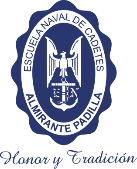 ESCUELA NAVAL DE CADETES
ALMIRANTE PADILLA
Honor y Tradición